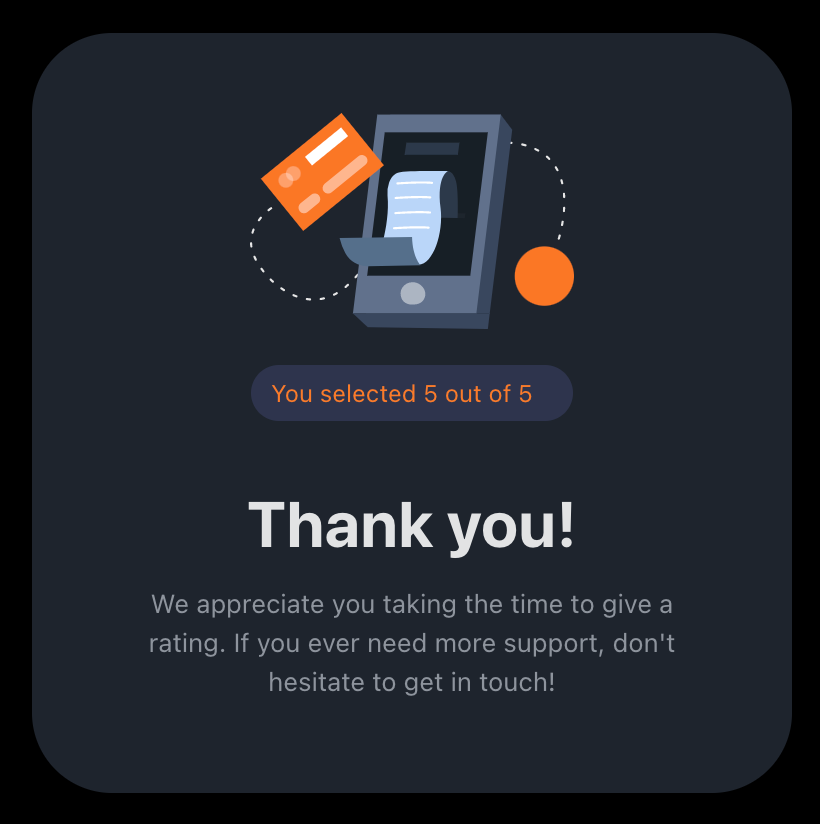 You selected 5 out of 5
Thank you!
We appreciate you taking the time to give a
rating. If you ever need more support, don't
hesitate to get in touch!